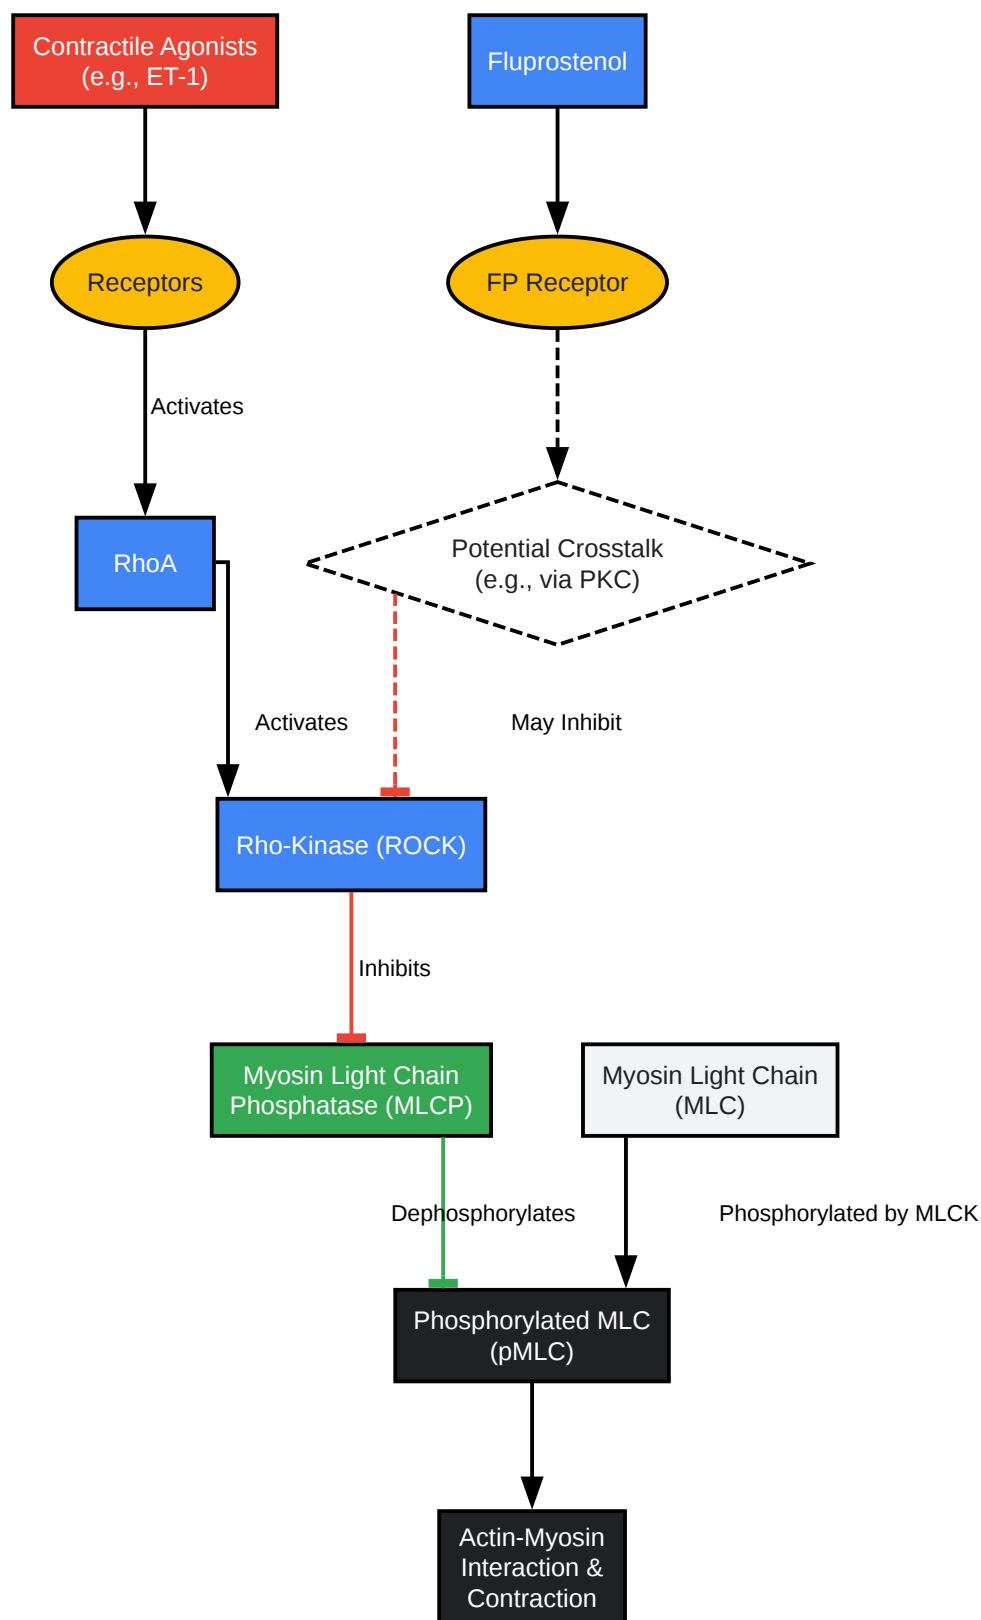 Contractile Agonists
(e.g., ET-1)
Fluprostenol
Receptors
FP Receptor
Activates
RhoA
Potential Crosstalk
(e.g., via PKC)
Activates
May Inhibit
Rho-Kinase (ROCK)
Inhibits
Myosin Light Chain
Phosphatase (MLCP)
Myosin Light Chain
(MLC)
Dephosphorylates
Phosphorylated by MLCK
Phosphorylated MLC
(pMLC)
Actin-Myosin
Interaction &
Contraction